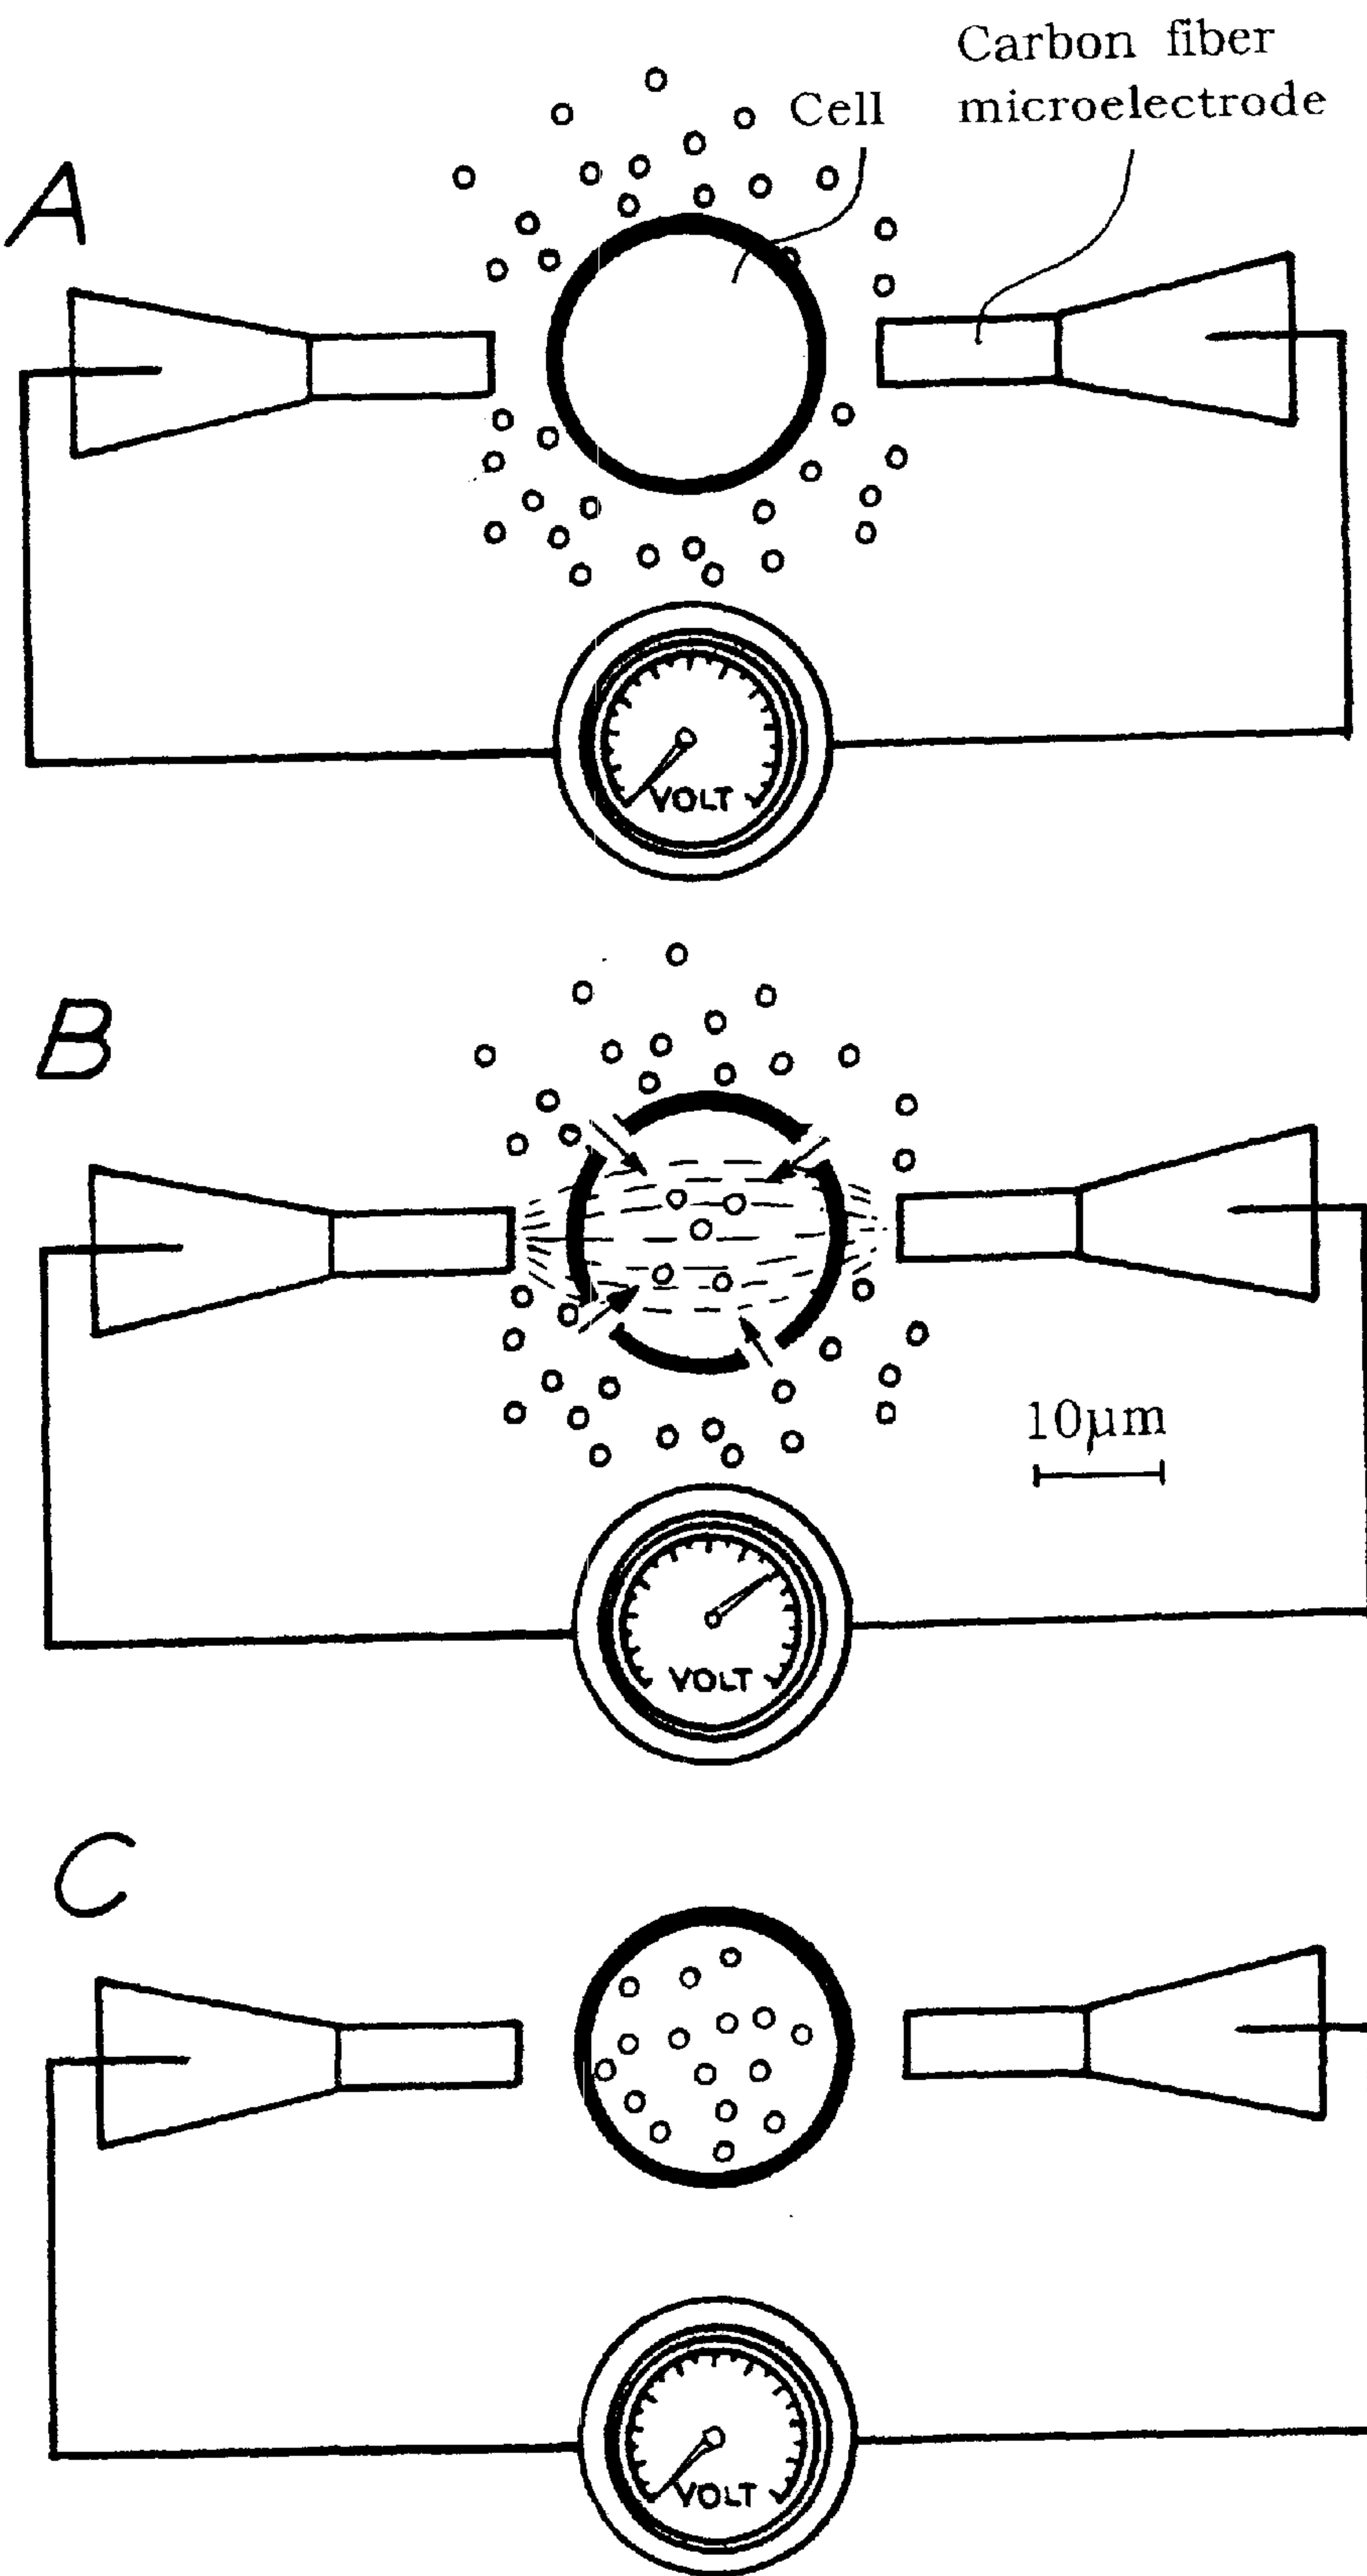 Carbon fiber
microelectrode
Cell
A
VOLT
B
10μm
VOLT
C
VOLT